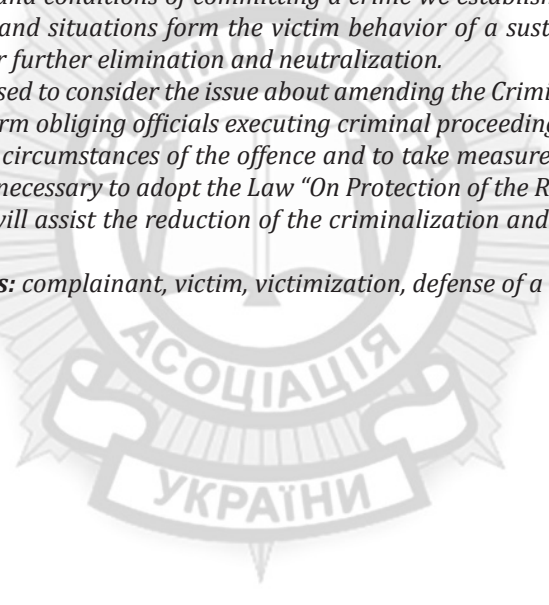 and conditions of committing a crime we establish
and situations form the victim behavior of a sust
r further elimination and neutralization.
sed to consider the issue about amending the Crimi
rm obliging officials executing criminal proceeding
circumstances of the offence and to take measure
necessary to adopt the Law “On Protection of the R
will assist the reduction of the criminalization and
s: complainant, victim, victimization, defense of a
АСОЦІАЦІЯ
УКРАЇНИ